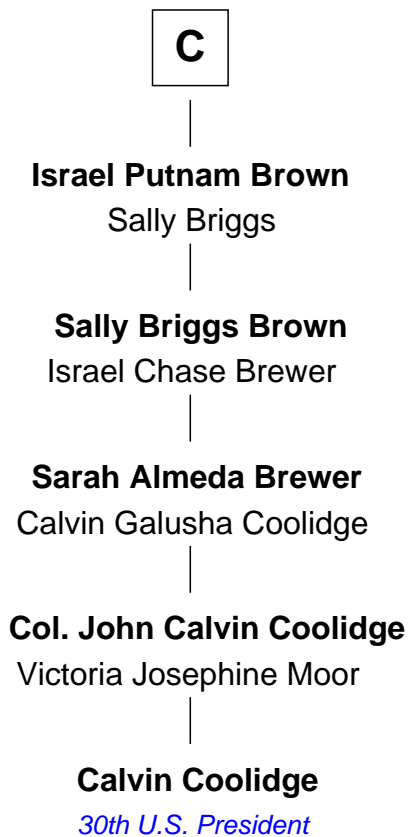 C
Israel Putnam Brown
Sally Briggs
Sally Briggs Brown
Israel Chase Brewer
Sarah Almeda Brewer
Calvin Galusha Coolidge
Col. John Calvin Coolidge
Victoria Josephine Moor
Calvin Coolidge
30th U.S. President